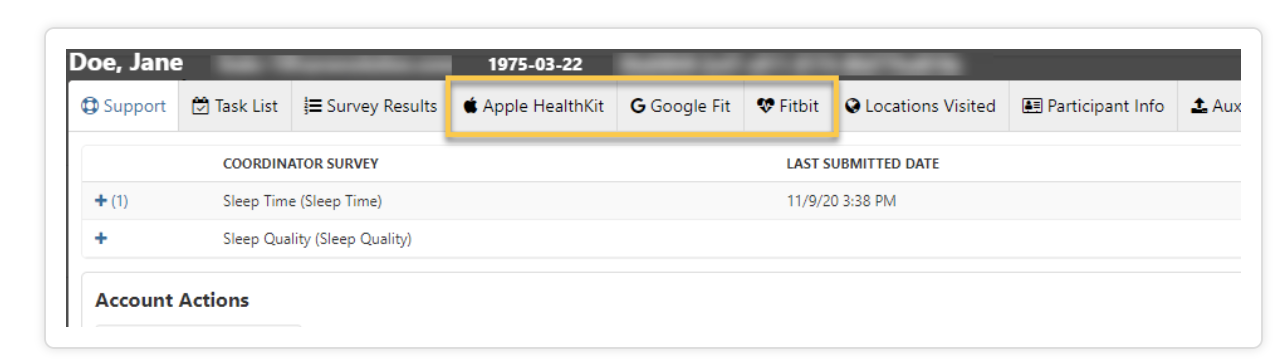 Doe, Jane 1975-03-22
Support Task List Survey Results Apple HealthKit G Google Fit Fitbit Locations Visited Participant Info Aux
COORDINATOR SURVEY LAST SUBMITTED DATE
+ (1) Sleep Time (Sleep Time) 11/9/20 3:38 PM
+ Sleep Quality (Sleep Quality)
Account Actions